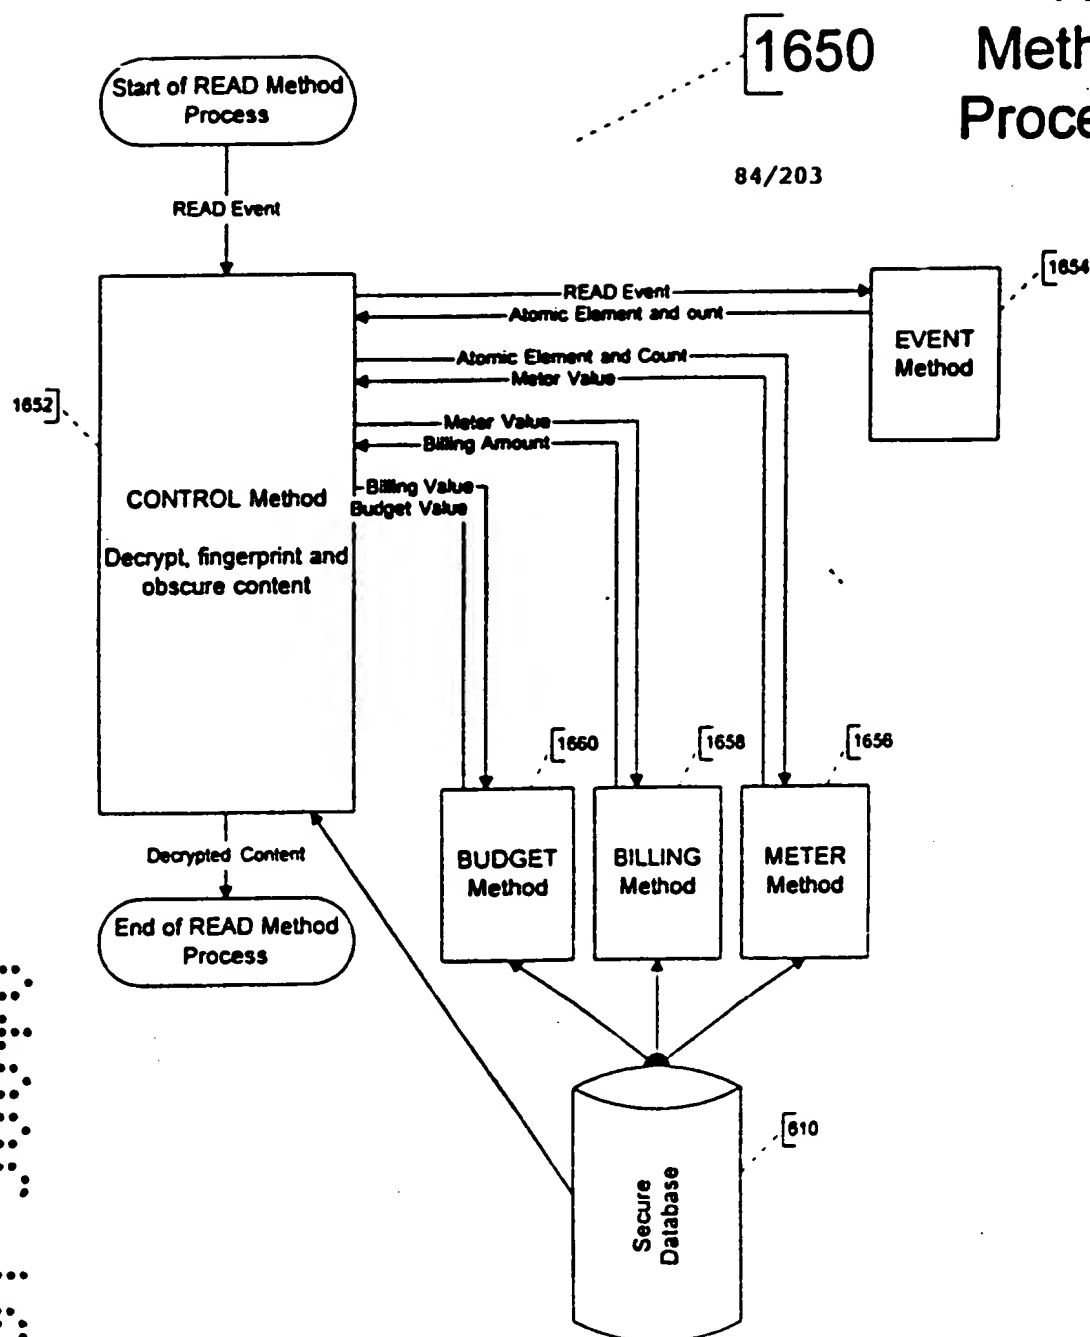 1650
Meth
Proce
84/203
Start of READ Method
Process
READ Event
READ Event
Atomic Element and ount
1654
EVENT
Method
Atomic Element and Count
Meter Value
1652
Meter Value
Billing Amount
Billing Value
Budget Value
CONTROL Method
Decrypt, fingerprint and
obscure content
1660
1658
1656
BUDGET
Method
BILLING
Method
METER
Method
Decrypted Content
End of READ Method
Process
610
Secure
Database